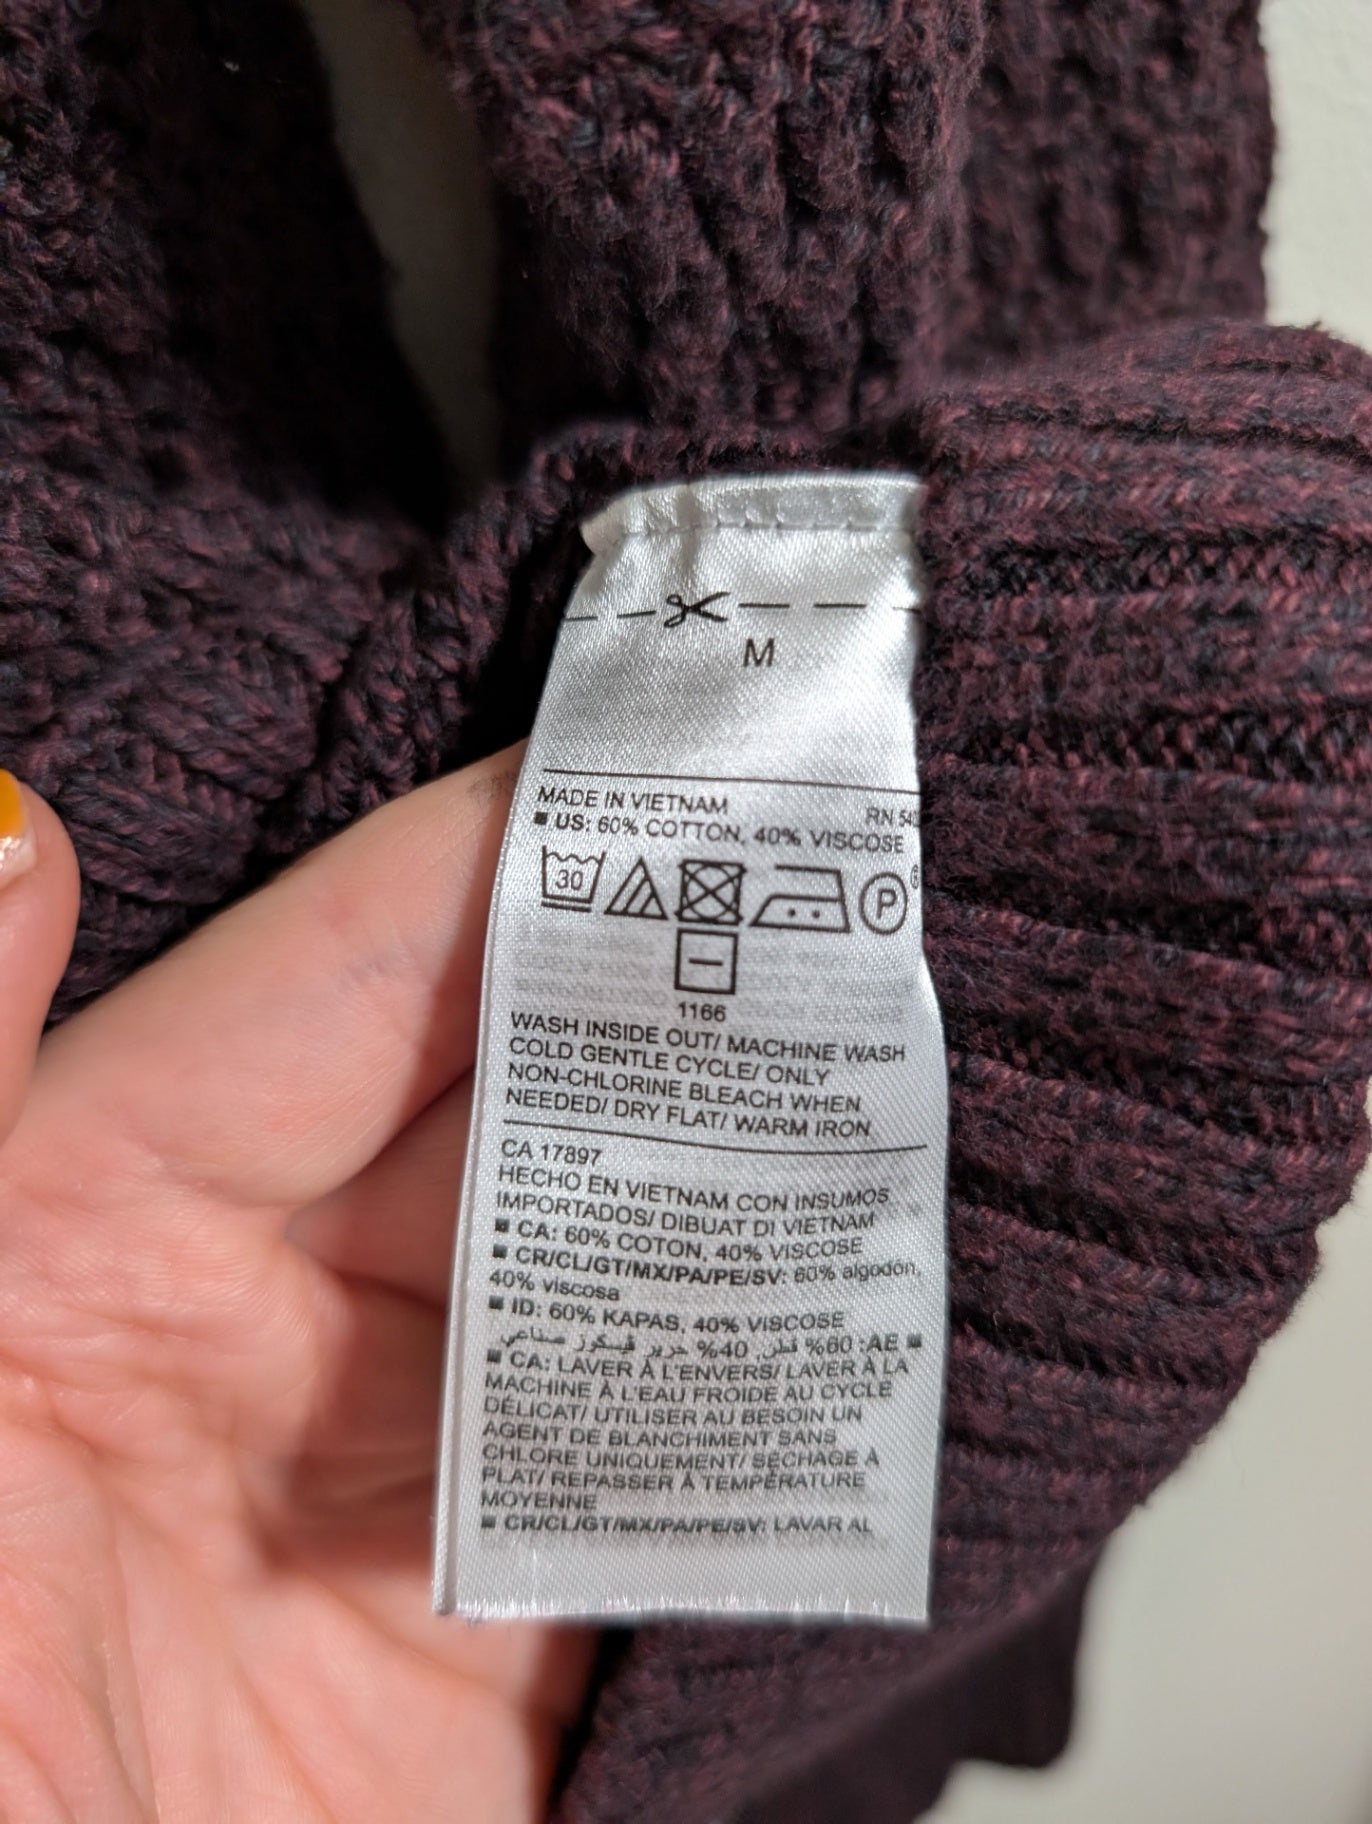 M
MADE IN VIETNAM RN 54
■ US: 60% COTTON, 40% VISCOSE
30 P ®
1166
WASH INSIDE OUT/ MACHINE WASH
COLD GENTLE CYCLE/ ONLY
NON-CHLORINE BLEACH WHEN
NEEDED/ DRY FLAT/ WARM IRON
CA 17897
HECHO EN VIETNAM CON INSUMOS
IMPORTADOS/ DIBUAT DI VIETNAM
■ CA: 60% COTON, 40% VISCOSE
■ CR/CL/GT/MX/PA/PE/SV: 60% algodón,
40% viscosa
■ ID: 60% KAPAS, 40% VISCOSE
■ AE: 60% قطن, 40% حرير فيسكوز صناعي
■ CA: LAVER À L'ENVERS/ LAVER À LA
MACHINE À L'EAU FROIDE AU CYCLE
DÉLICAT/ UTILISER AU BESOIN UN
AGENT DE BLANCHIMENT SANS
CHLORE UNIQUEMENT/ SÉCHAGE À
PLAT/ REPASSER À TEMPÉRATURE
MOYENNE
■ CR/CL/GT/MX/PA/PE/SV: LAVAR AL